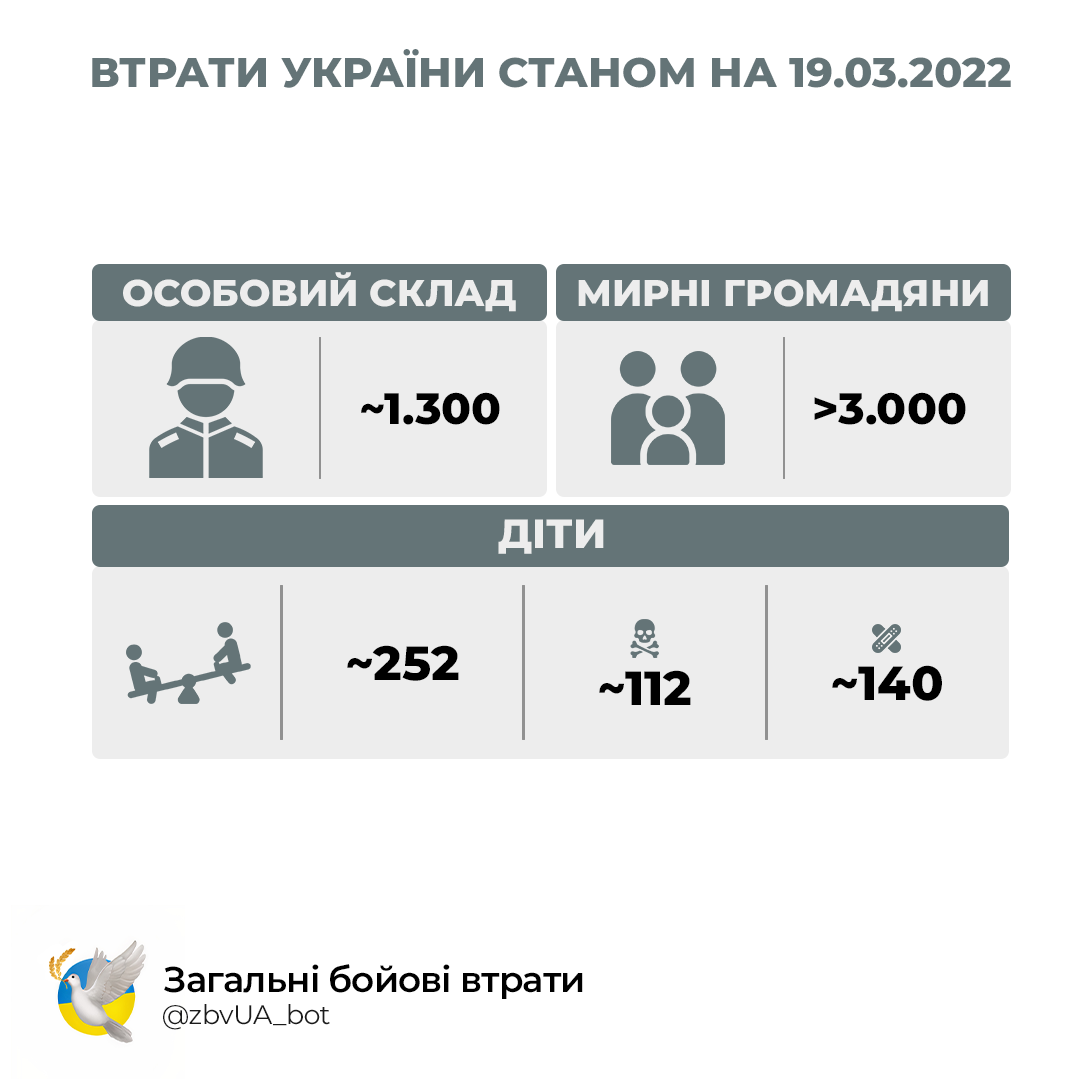 ВТРАТИ УКРАЇНИ СТАНОМ НА 19.03.2022
ОСОБОВИЙ СКЛАД
МИРНІ ГРОМАДЯНИ
~1.300
>3.000
ДІТИ
~252
~112
~140
Загальні бойові втрати
@zbvUA_bot